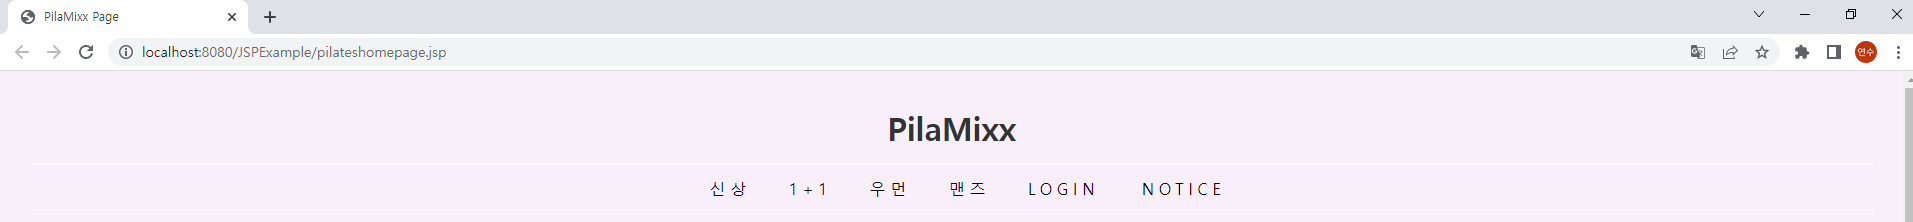 PilaMixx Page
localhost:8080/JSPExample/pilateshomepage.jsp
연수
PilaMixx
신상 1+1 우먼 맨즈 LOGIN NOTICE